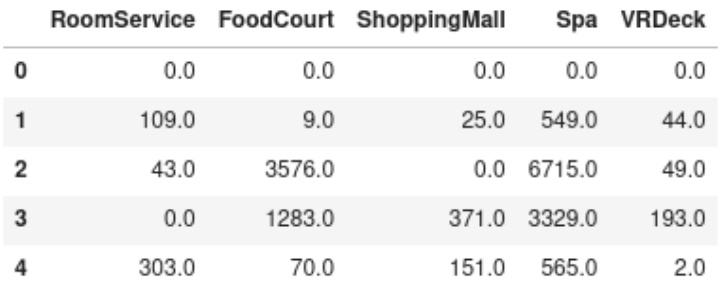 RoomService FoodCourt ShoppingMall Spa VRDeck
0 0.0 0.0 0.0 0.0 0.0
1 109.0 9.0 25.0 549.0 44.0
2 43.0 3576.0 0.0 6715.0 49.0
3 0.0 1283.0 371.0 3329.0 193.0
4 303.0 70.0 151.0 565.0 2.0